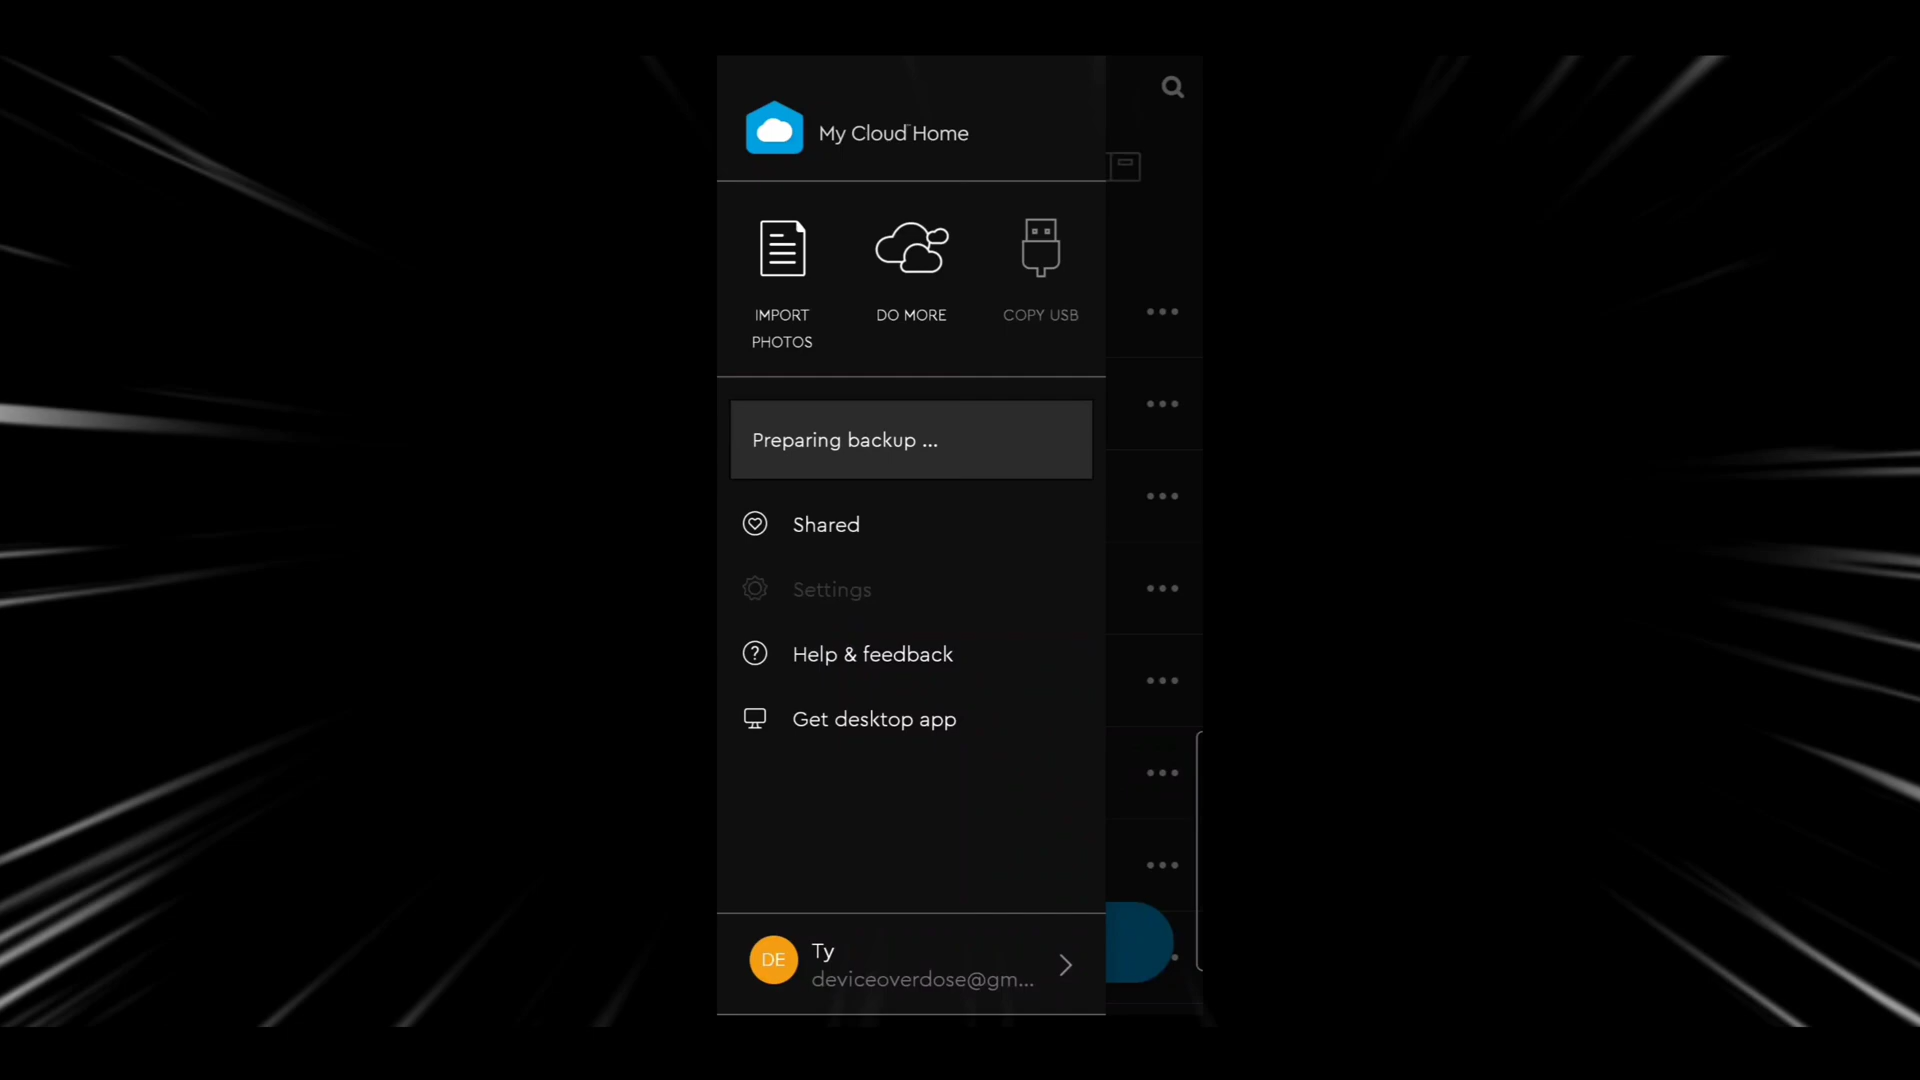 My Cloud Home
IMPORT
PHOTOS
DO MORE
COPY USB
Preparing backup ...
Shared
Settings
Help & feedback
Get desktop app
DE
Ty
deviceoverdose@gm...